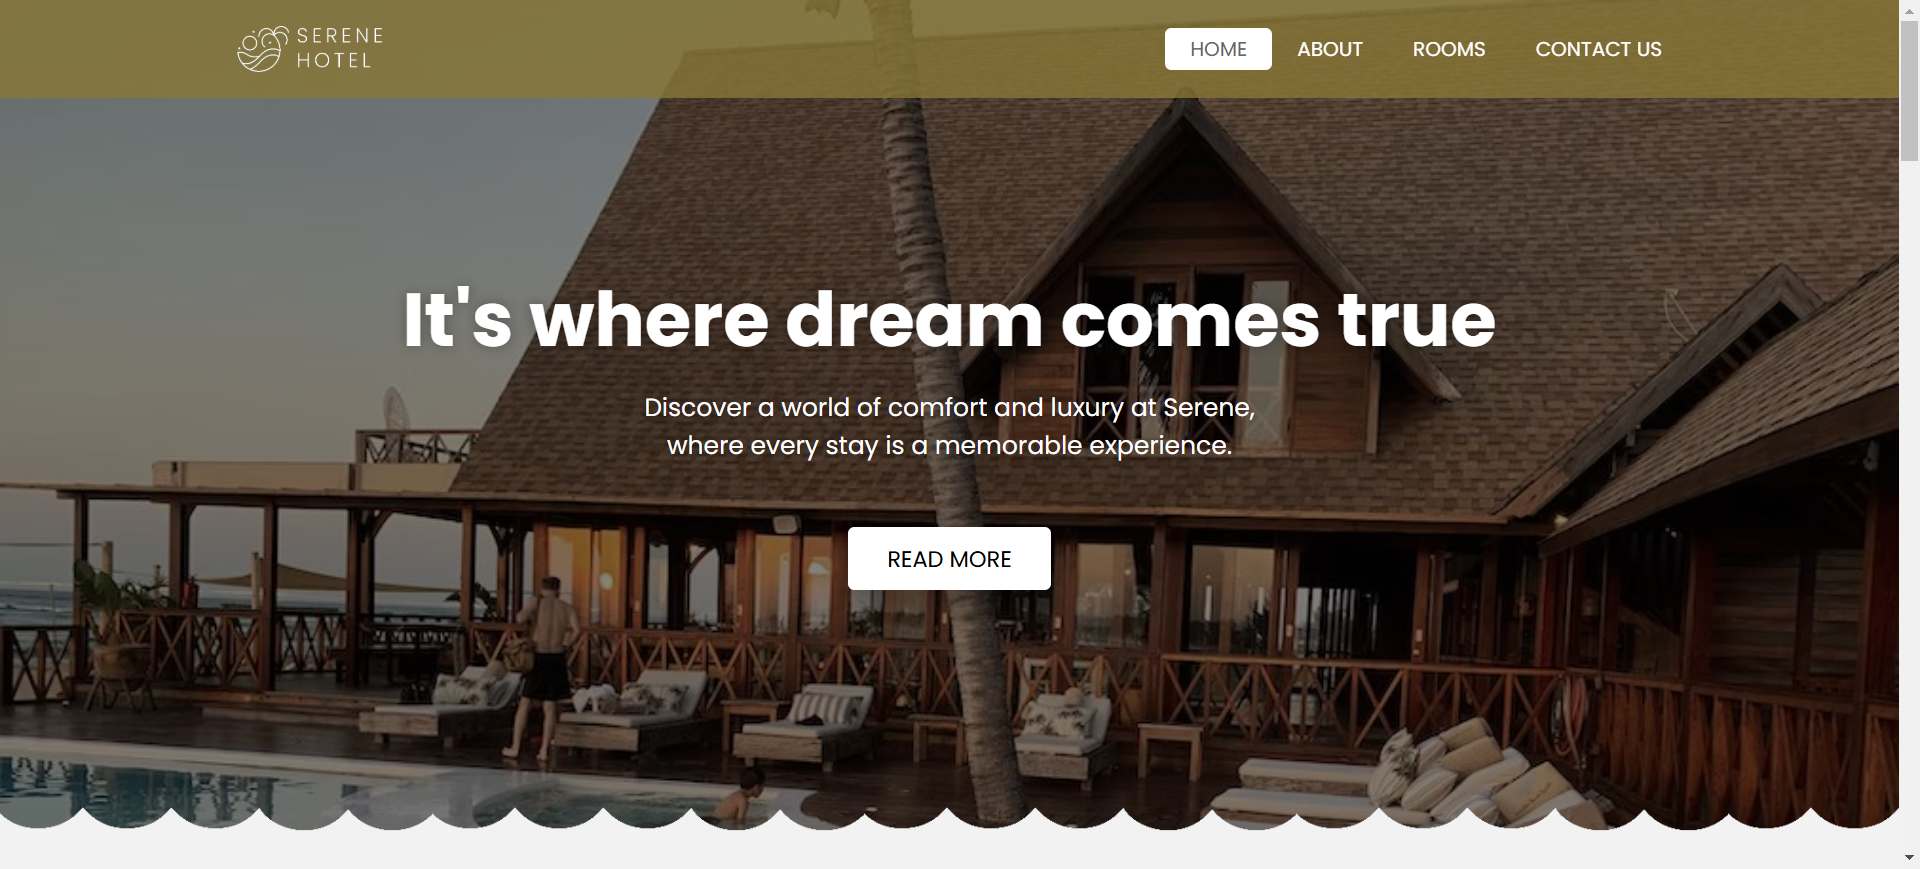 SERENE
HOTEL
HOME ABOUT ROOMS CONTACT US
It's where dream comes true
Discover a world of comfort and luxury at Serene,
where every stay is a memorable experience.
READ MORE